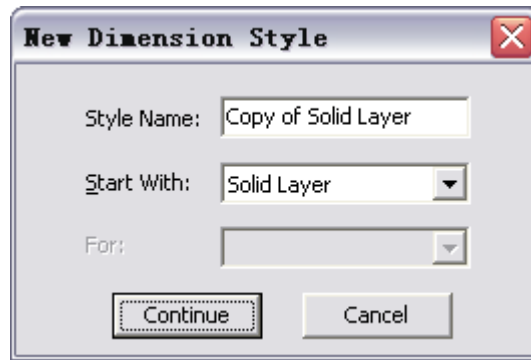 New Dimension Style
Style Name: Copy of Solid Layer
Start With: Solid Layer
For:
Continue Cancel